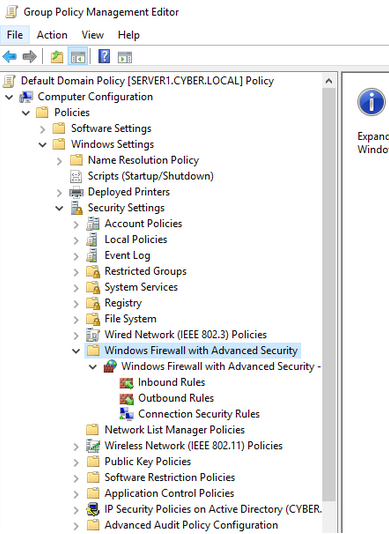 Group Policy Management Editor
File Action View Help
Default Domain Policy [SERVER1.CYBER.LOCAL] Policy
Computer Configuration
Policies
Software Settings
Windows Settings
Name Resolution Policy
Scripts (Startup/Shutdown)
Deployed Printers
Security Settings
Account Policies
Local Policies
Event Log
Restricted Groups
System Services
Registry
File System
Wired Network (IEEE 802.3) Policies
Windows Firewall with Advanced Security
Windows Firewall with Advanced Security -
Inbound Rules
Outbound Rules
Connection Security Rules
Network List Manager Policies
Wireless Network (IEEE 802.11) Policies
Public Key Policies
Software Restriction Policies
Application Control Policies
IP Security Policies on Active Directory (CYBER.
Advanced Audit Policy Configuration
Expand
Windo